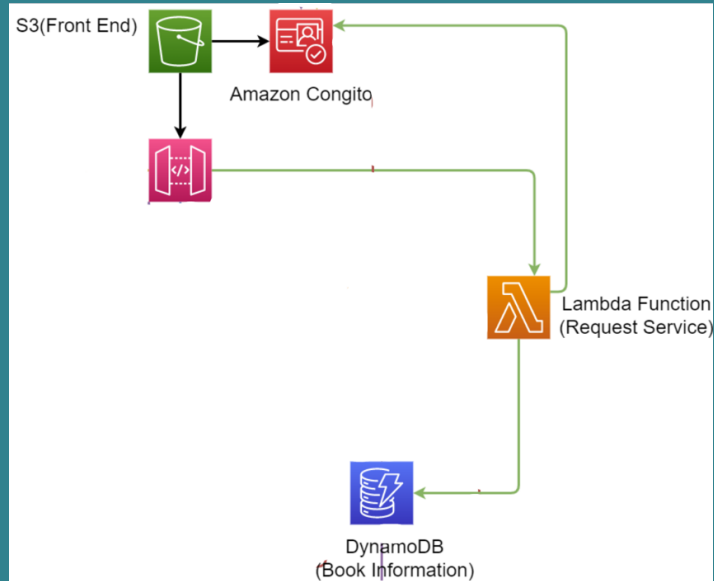 S3(Front End)
Amazon Congito
</>
Lambda Function
(Request Service)
DynamoDB
(Book Information)